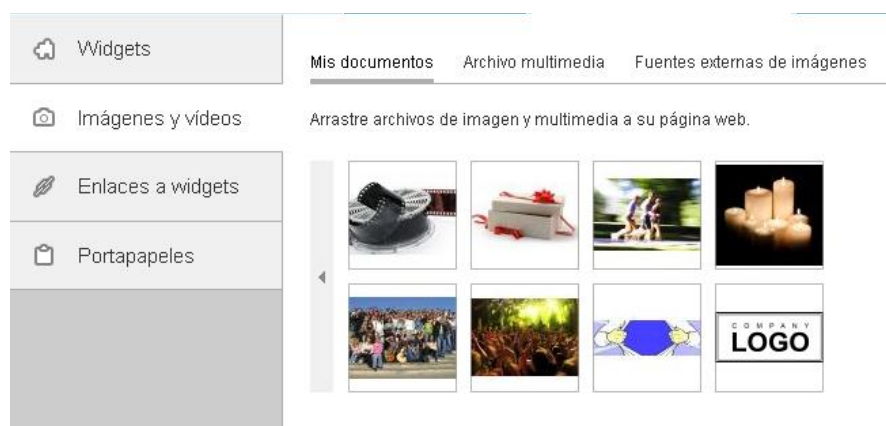 Widgets
Imágenes y vídeos
Enlaces a widgets
Portapapeles
Mis documentos Archivo multimedia Fuentes externas de imágenes
Arrastre archivos de imagen y multimedia a su página web.
COMPANY
LOGO